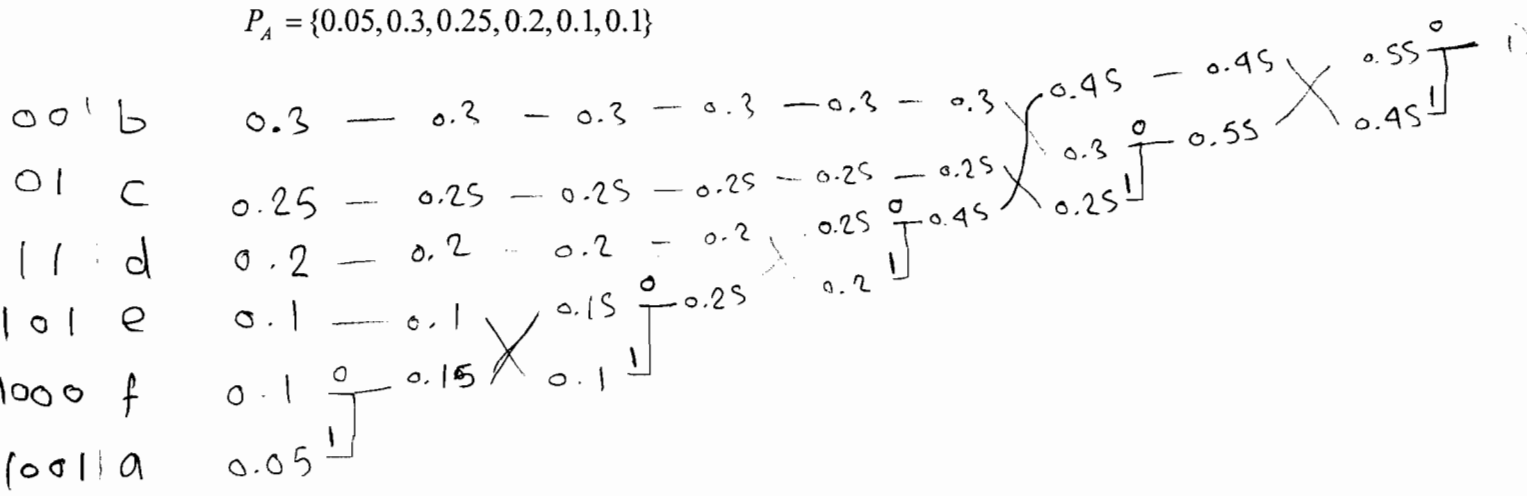 P_A = {0.05, 0.3, 0.25, 0.2, 0.1, 0.1}
0
0.55 1
0.45 — 0.45
00 b 0.3 — 0.3 — 0.3 — 0.3 — 0.3 — 0.3
0.45 1
0
0.3 0.55
01 c 0.25 — 0.25 — 0.25 — 0.25 — 0.25 — 0.25
0.25 1
0
0.25 0.45
11 d 0.2 — 0.2 0.2 — 0.2
0.2 1
0
101 e 0.1 — 0.1 0.15 0.25
0
1000 f 0.1 0.15 0.1 1
1001 a 0.05 1